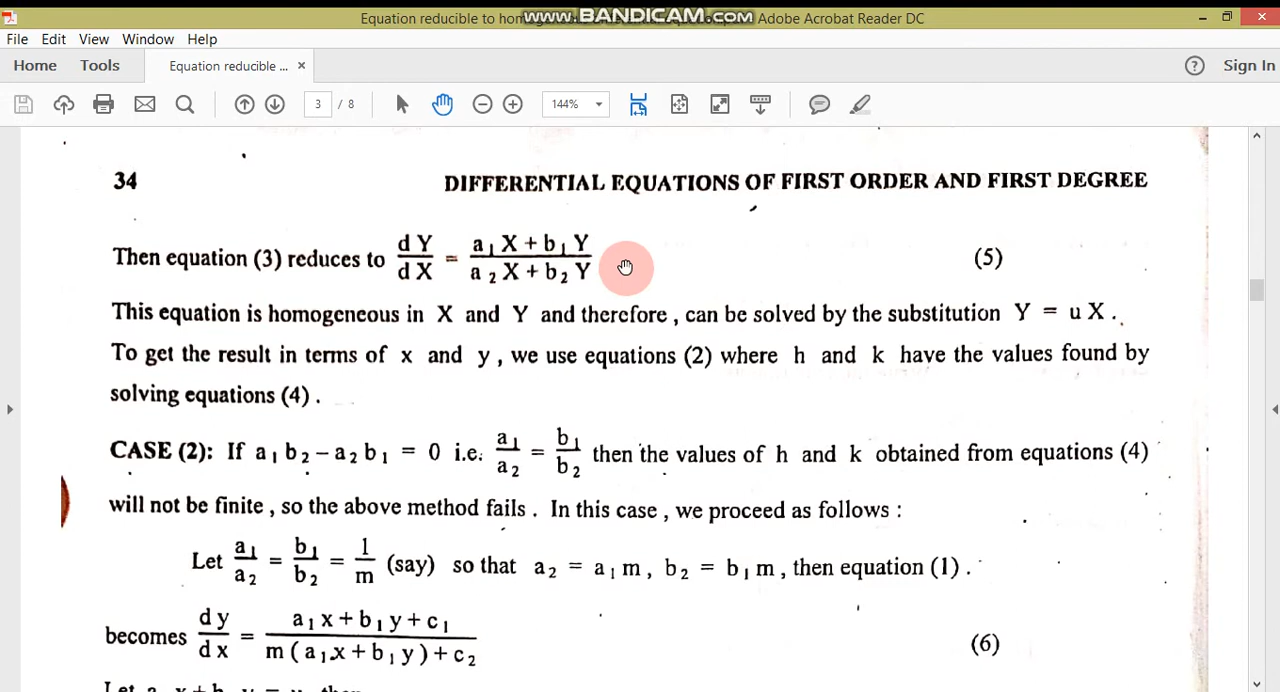 Equation reducible to hom www.BANDICAM.com Adobe Acrobat Reader DC
File Edit View Window Help
Home Tools Equation reducible ... × Sign In
3 / 8 144%
34 DIFFERENTIAL EQUATIONS OF FIRST ORDER AND FIRST DEGREE
Then equation (3) reduces to dY/dX = (a₁X + b₁Y)/(a₂X + b₂Y) (5)
This equation is homogeneous in X and Y and therefore, can be solved by the substitution Y = uX.
To get the result in terms of x and y, we use equations (2) where h and k have the values found by
solving equations (4).
CASE (2): If a₁b₂ – a₂b₁ = 0 i.e. a₁/a₂ = b₁/b₂ then the values of h and k obtained from equations (4)
will not be finite, so the above method fails. In this case, we proceed as follows :
Let a₁/a₂ = b₁/b₂ = 1/m (say) so that a₂ = a₁m, b₂ = b₁m, then equation (1).
becomes dy/dx = (a₁x + b₁y + c₁)/(m(a₁x + b₁y) + c₂) (6)